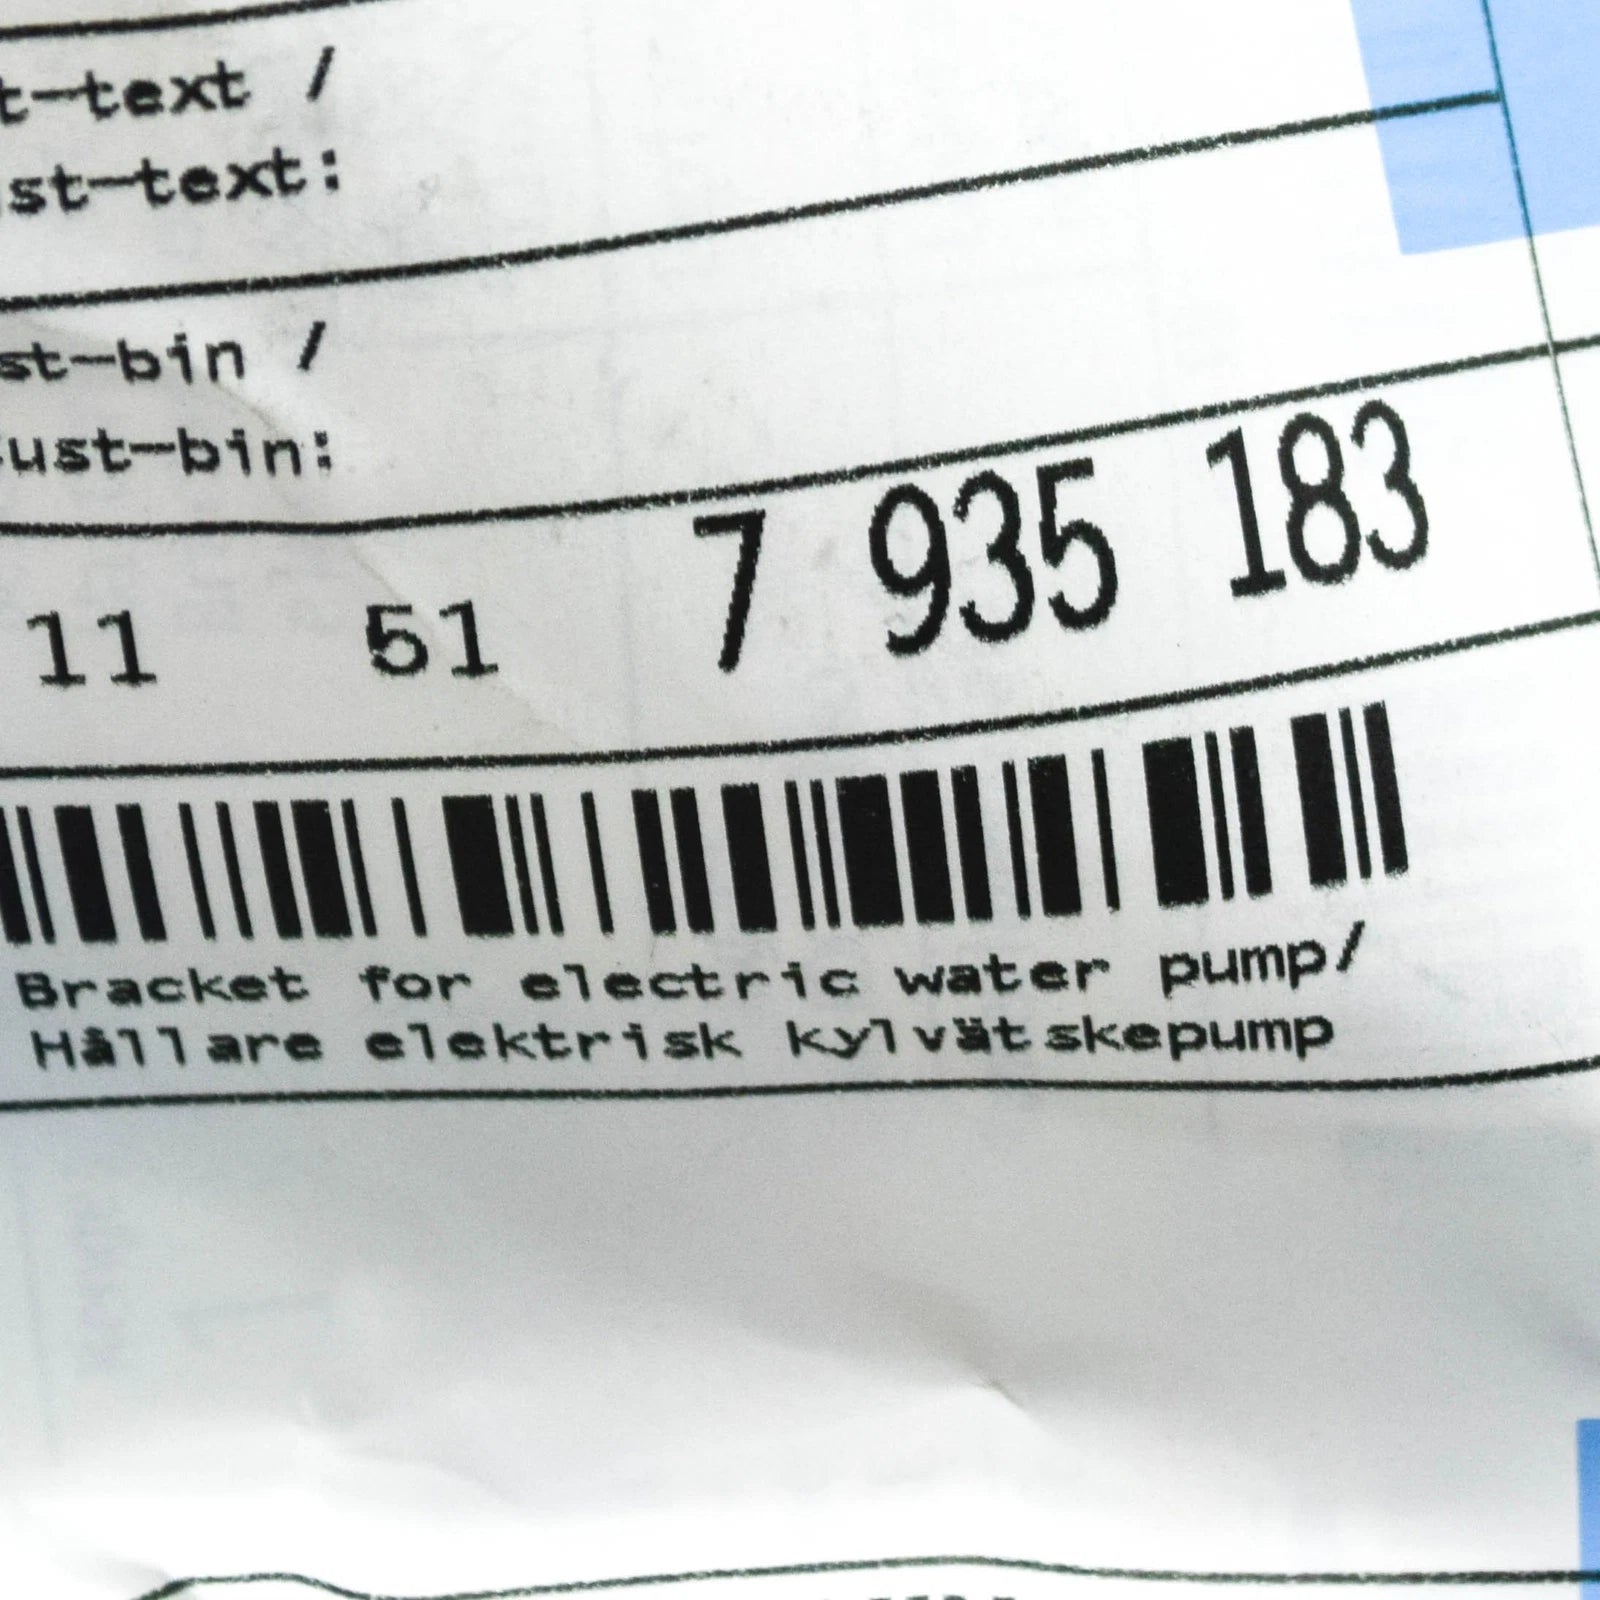 t-text /
st-text:
st-bin /
ust-bin:
11 51 7 935 183
Bracket for electric water pump/
Hållare elektrisk kylvätskepump